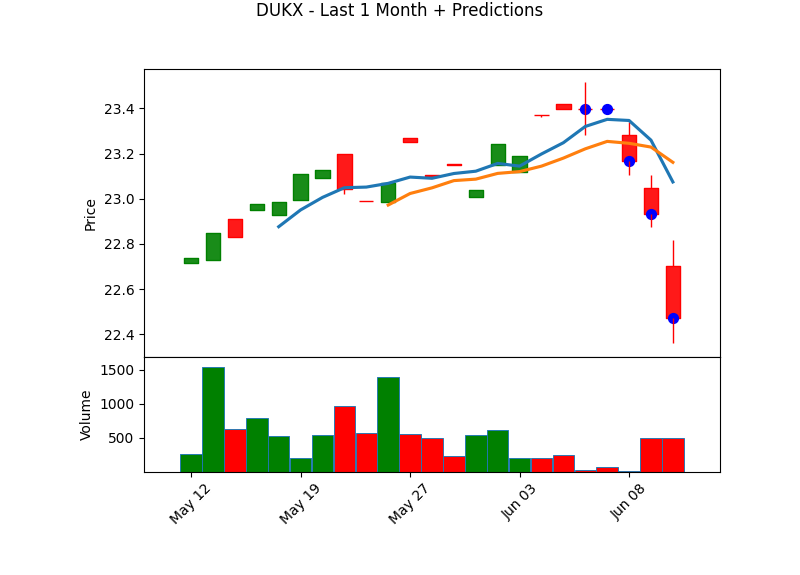 DUKX - Last 1 Month + Predictions
Price
23.4
23.2
23.0
22.8
22.6
22.4
Volume
1500
1000
500
May 12
May 19
May 27
Jun 03
Jun 08